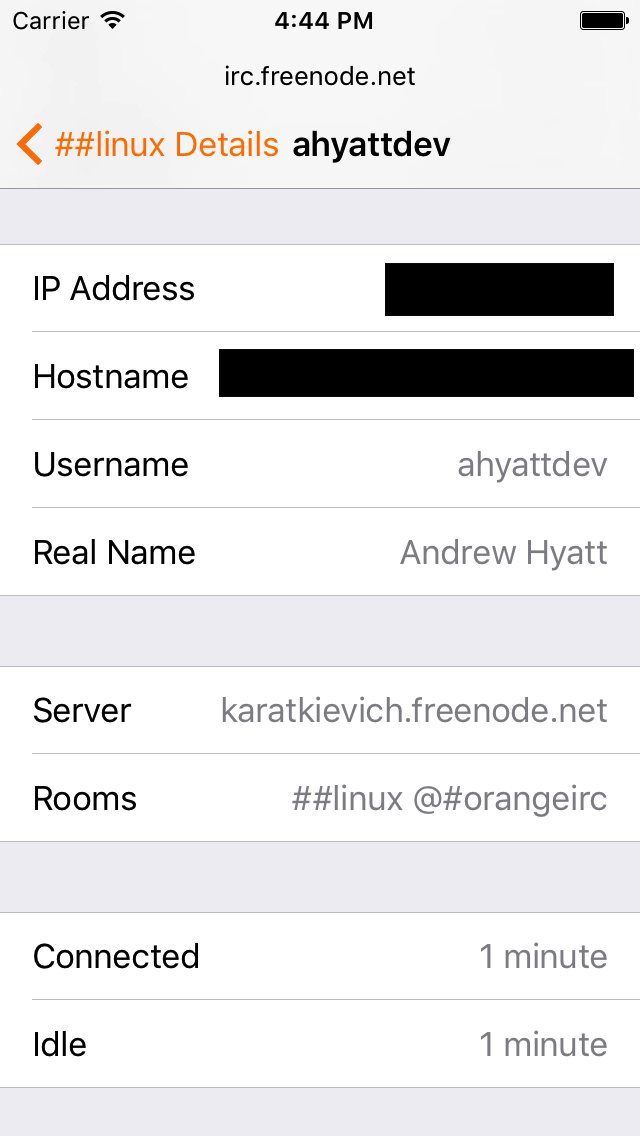 Carrier 4:44 PM
irc.freenode.net
##linux Details ahyattdev
IP Address
Hostname
Username ahyattdev
Real Name Andrew Hyatt
Server karatkievich.freenode.net
Rooms ##linux @#orangeirc
Connected 1 minute
Idle 1 minute